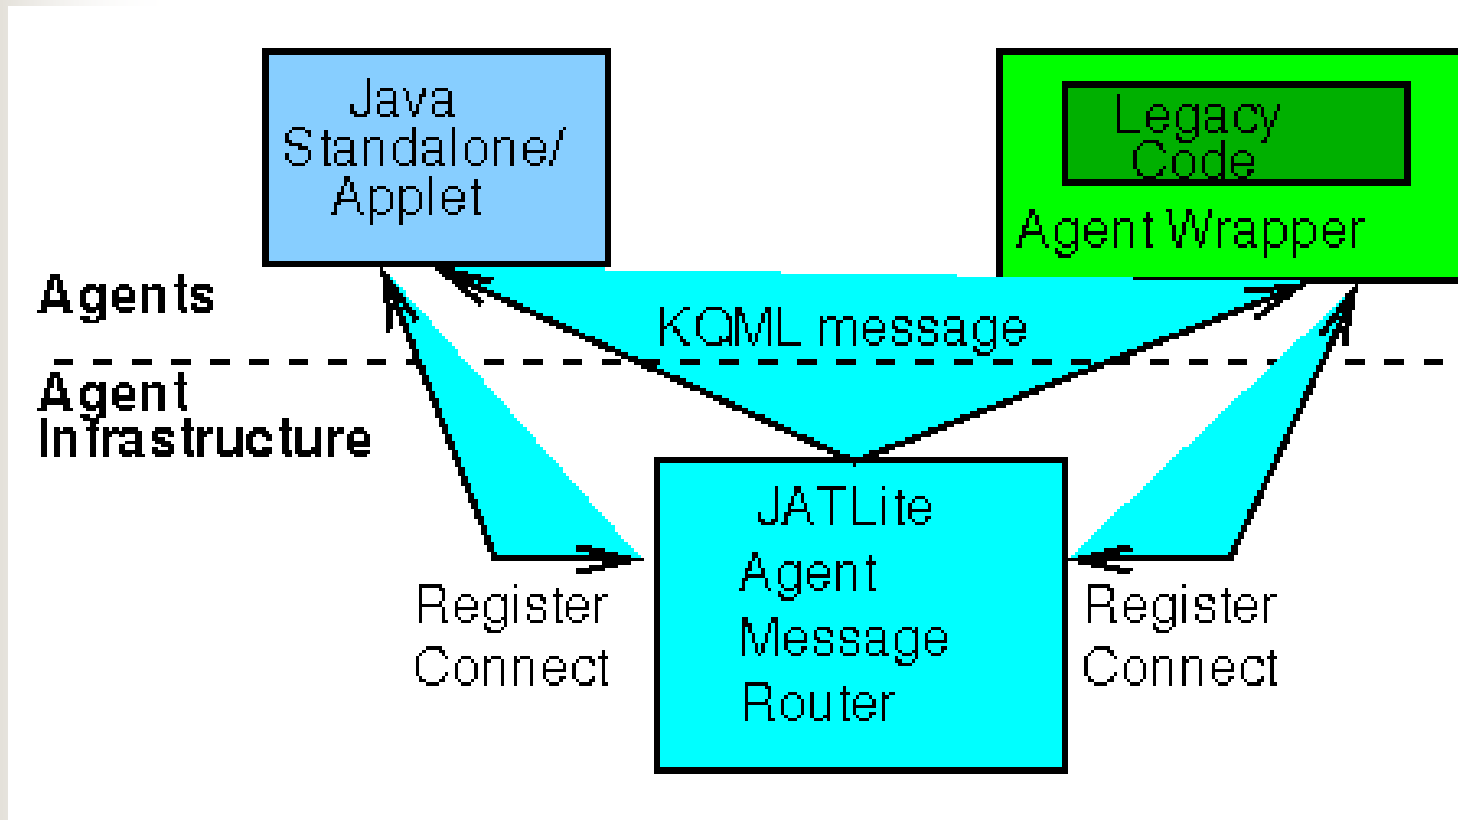 Java
Standalone/
Applet
Legacy
Code
Agent Wrapper
Agents
KQML message
Agent
Infrastructure
JATLite
Agent
Message
Router
Register
Connect
Register
Connect